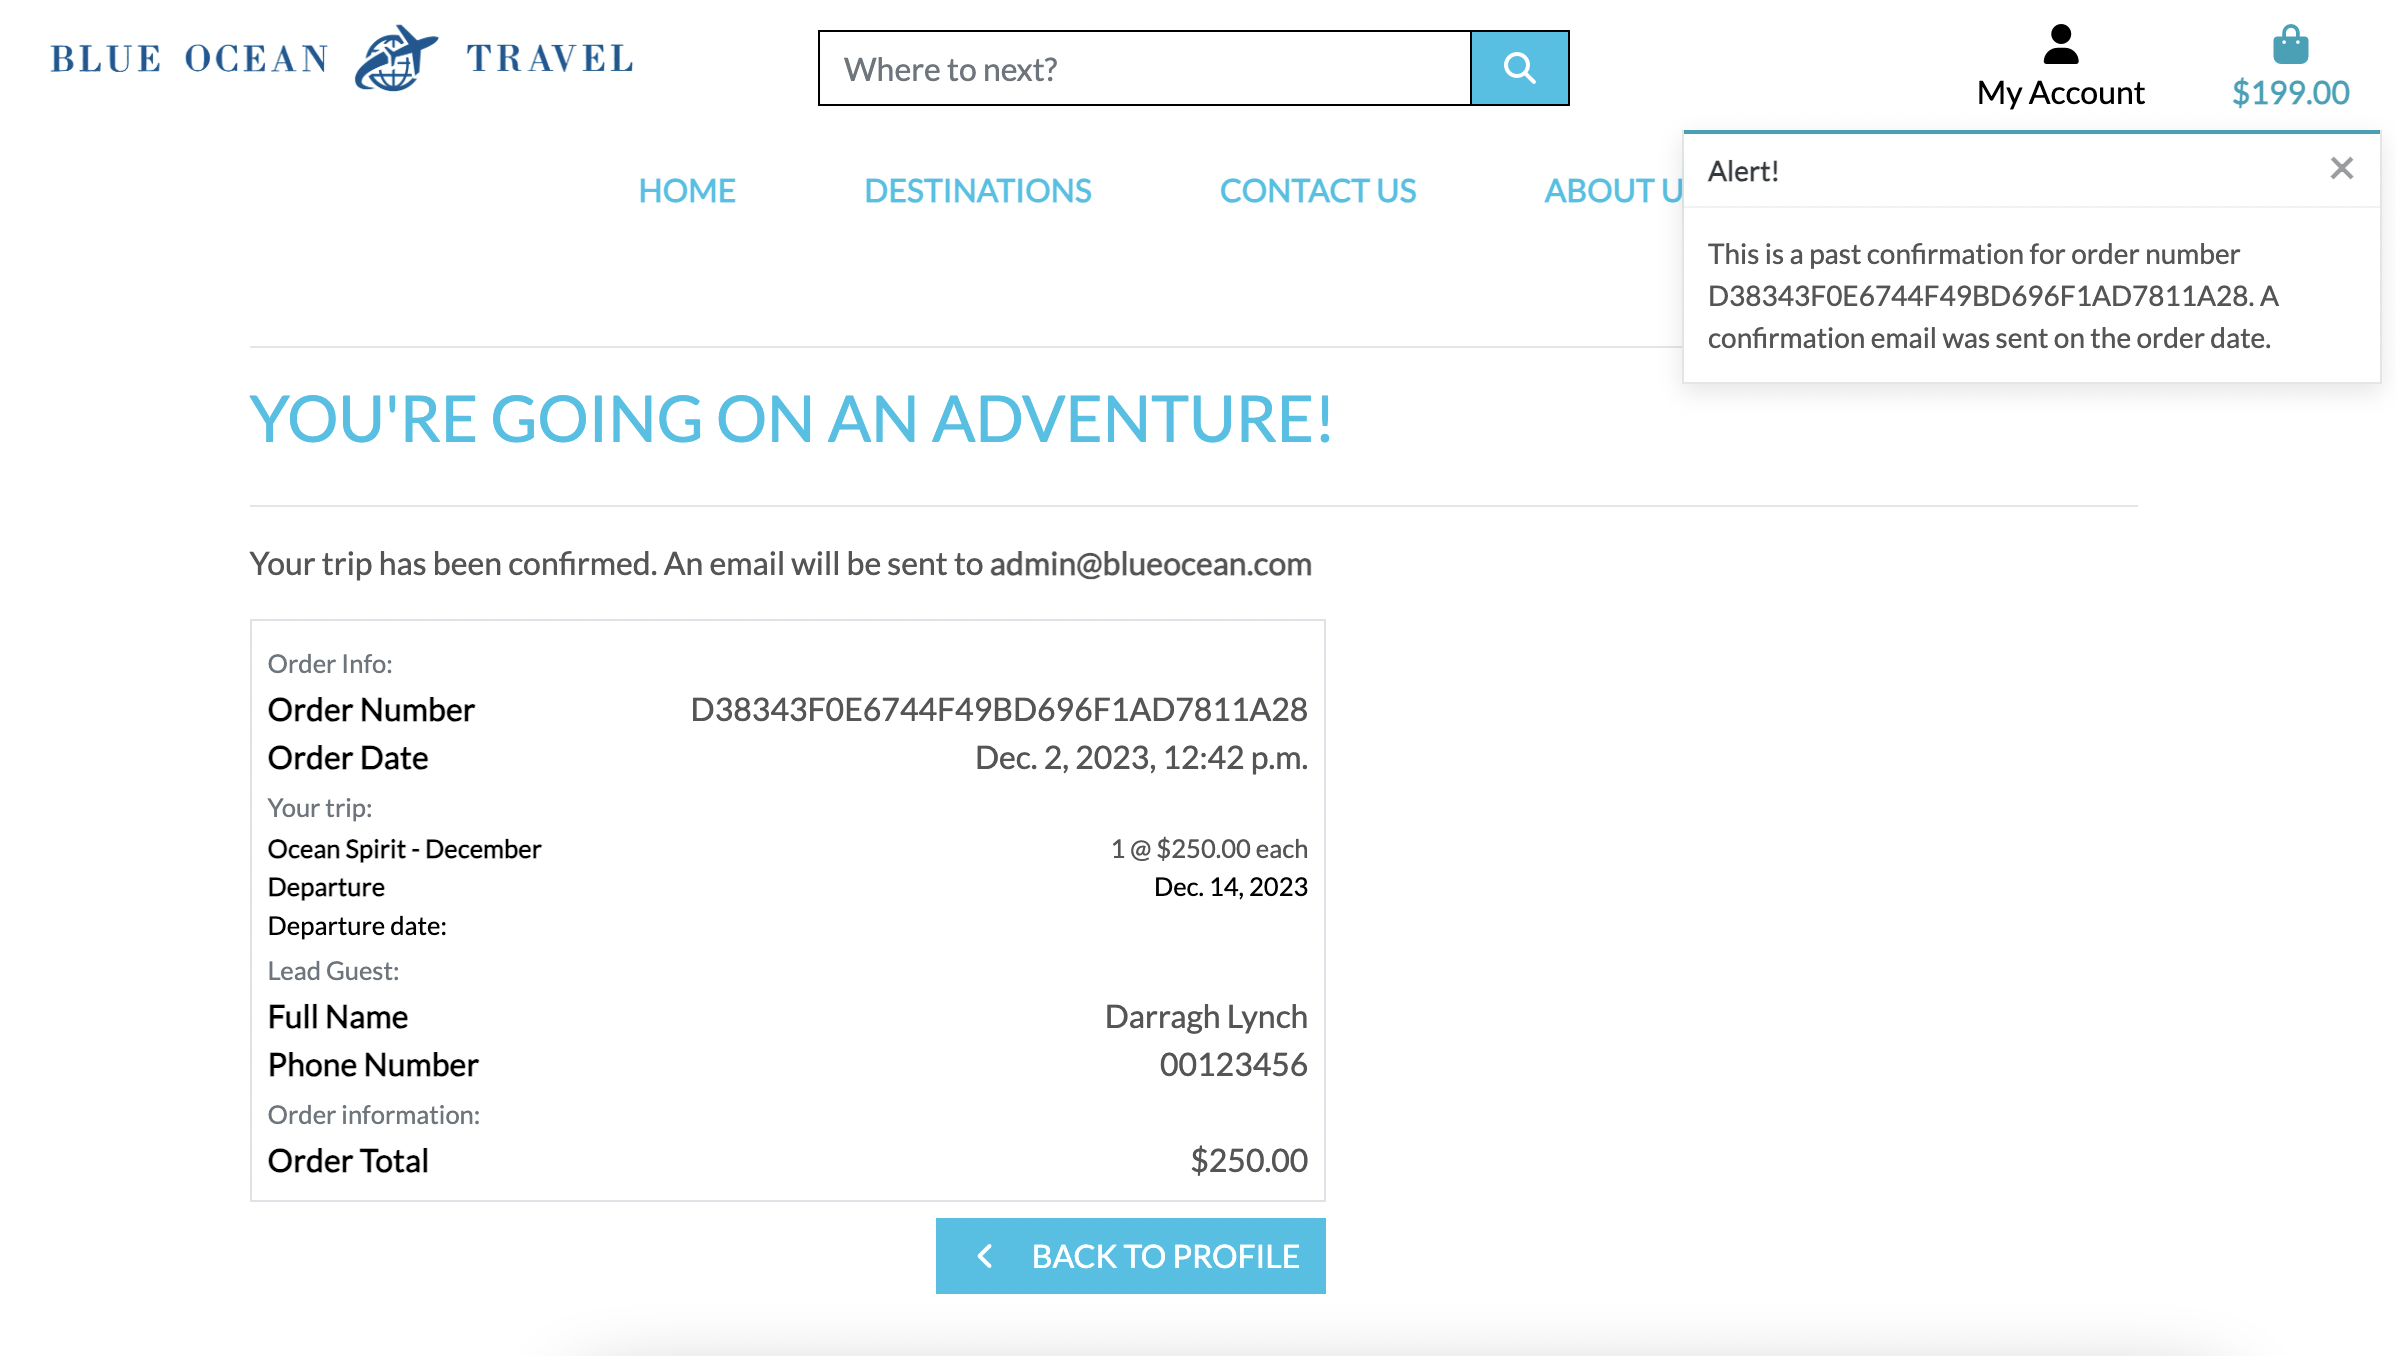 BLUE OCEAN TRAVEL
Where to next?
My Account
$199.00
HOME DESTINATIONS CONTACT US ABOUT U
Alert!
This is a past confirmation for order number
D38343F0E6744F49BD696F1AD7811A28. A
confirmation email was sent on the order date.
YOU'RE GOING ON AN ADVENTURE!
Your trip has been confirmed. An email will be sent to admin@blueocean.com
Order Info:
Order Number D38343F0E6744F49BD696F1AD7811A28
Order Date Dec. 2, 2023, 12:42 p.m.
Your trip:
Ocean Spirit - December 1 @ $250.00 each
Departure Dec. 14, 2023
Departure date:
Lead Guest:
Full Name Darragh Lynch
Phone Number 00123456
Order information:
Order Total $250.00
BACK TO PROFILE